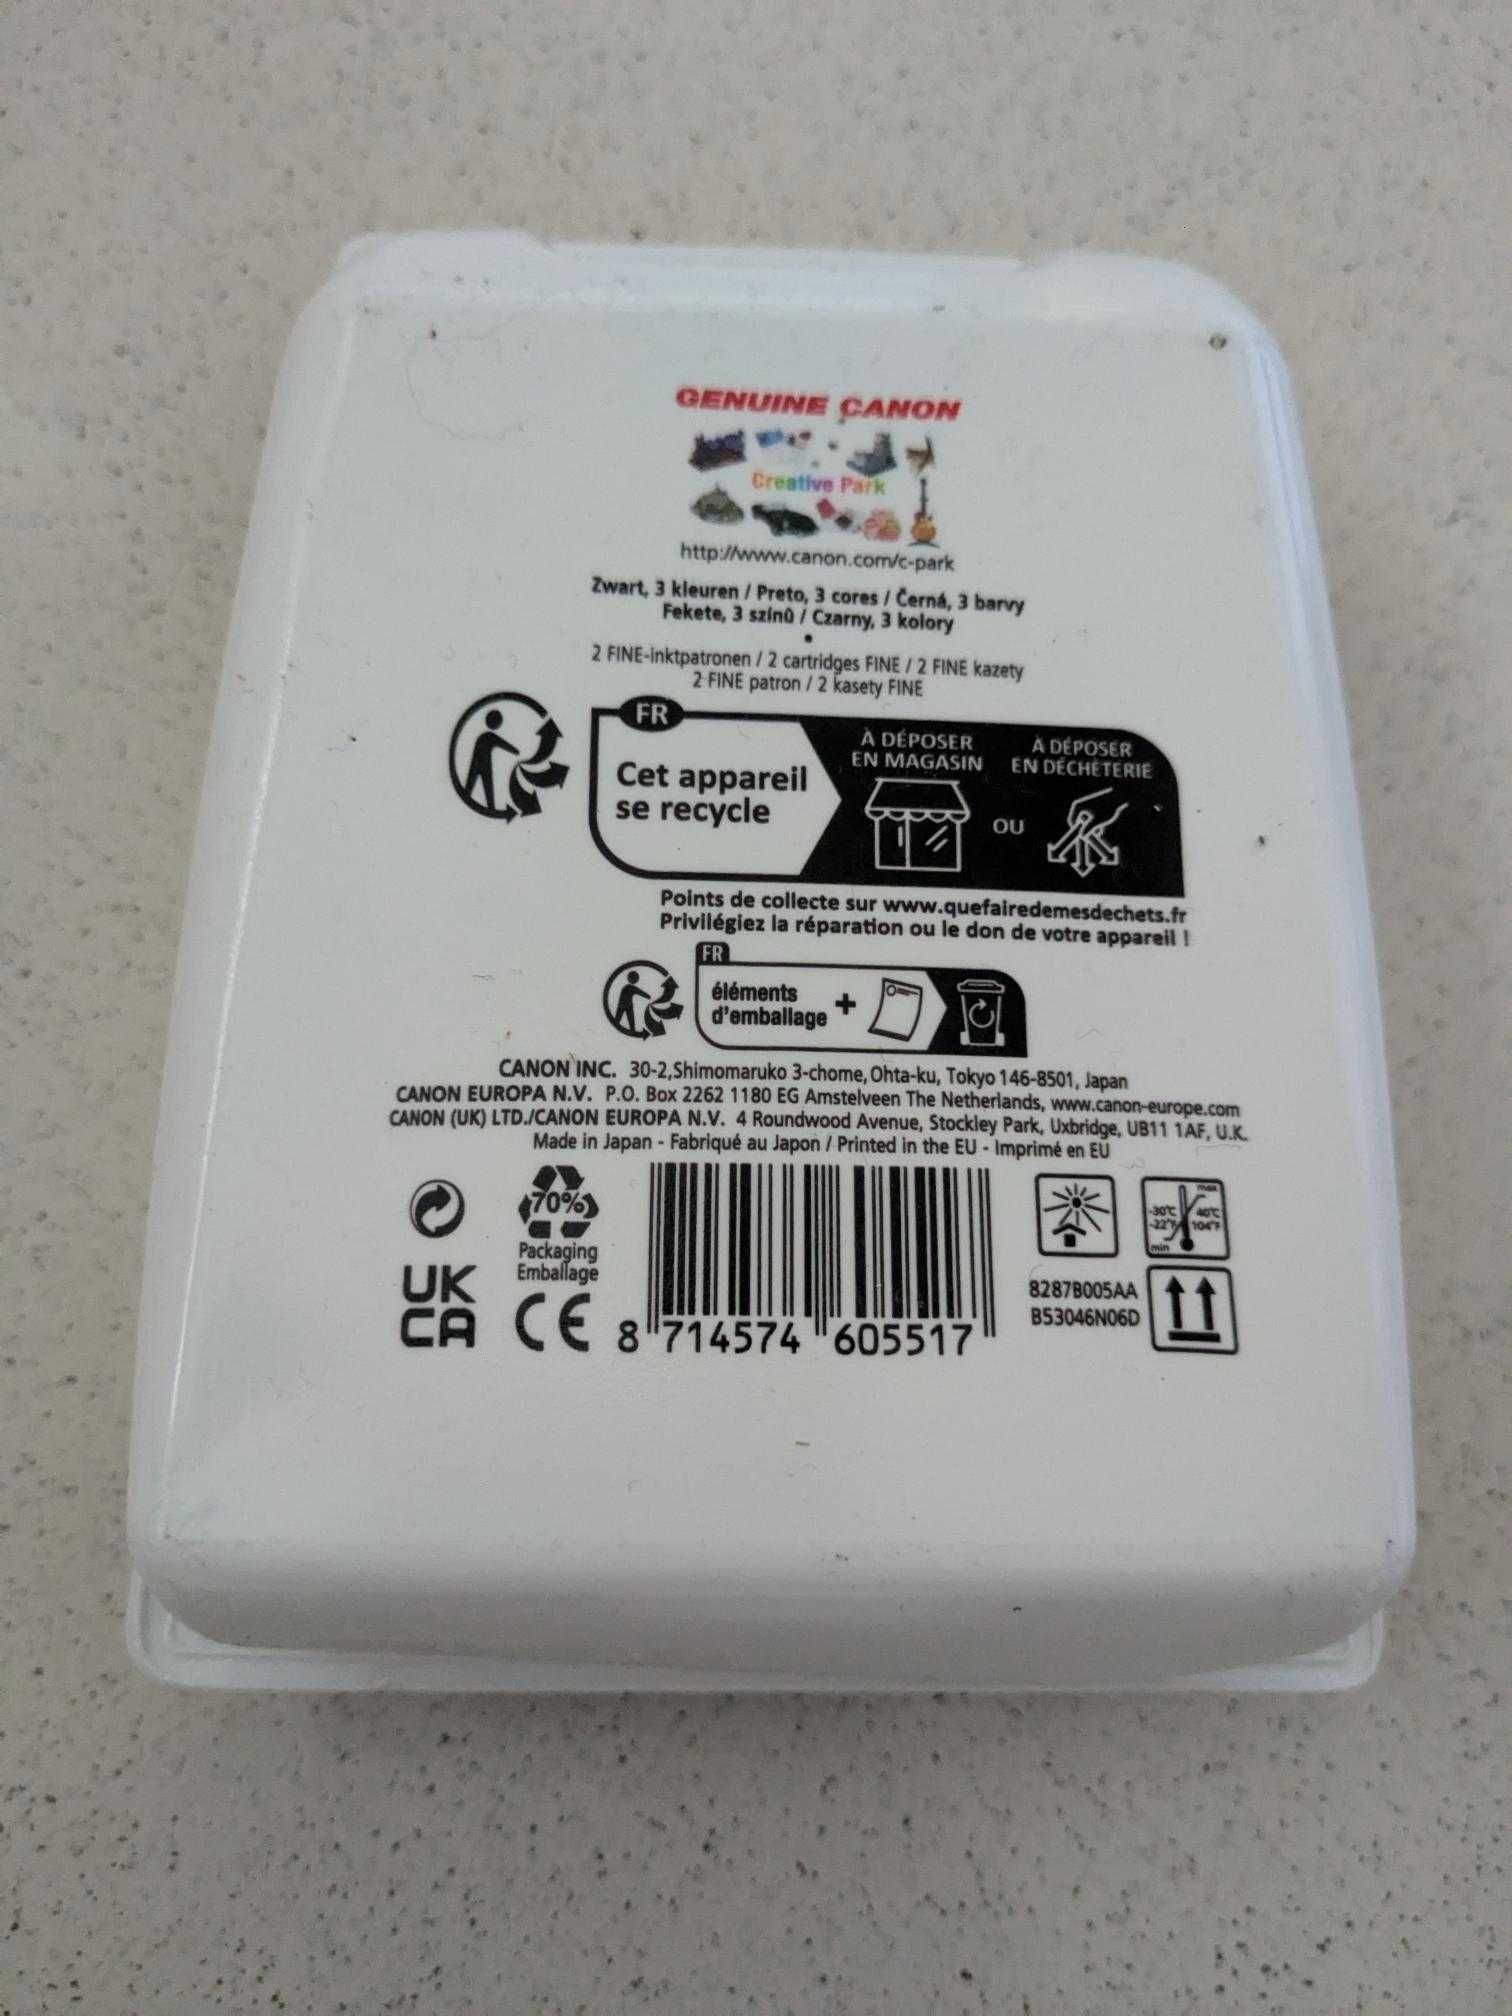 GENUINE CANON
Creative Park
http://www.canon.com/c-park
Zwart, 3 kleuren / Preto, 3 cores / Černá, 3 barvy
Fekete, 3 színű / Czarny, 3 kolory
•
2 FINE-inktpatronen / 2 cartridges FINE / 2 FINE kazety
2 FINE patron / 2 kasety FINE
FR
Cet appareil
se recycle
À DÉPOSER
EN MAGASIN
OU
À DÉPOSER
EN DÉCHÈTERIE
Points de collecte sur www.quefairedemesdechets.fr
Privilégiez la réparation ou le don de votre appareil !
FR
éléments
d'emballage
+
CANON INC. 30-2, Shimomaruko 3-chome, Ohta-ku, Tokyo 146-8501, Japan
CANON EUROPA N.V. P.O. Box 2262 1180 EG Amstelveen The Netherlands, www.canon-europe.com
CANON (UK) LTD./CANON EUROPA N.V. 4 Roundwood Avenue, Stockley Park, Uxbridge, UB11 1AF, U.K.
Made in Japan - Fabriqué au Japon / Printed in the EU - Imprimé en EU
70%
Packaging
Emballage
UK
CA
CE
8 714574 605517
max
-30°C
-22°F
40°C
104°F
min
8287B005AA
B53046N06D